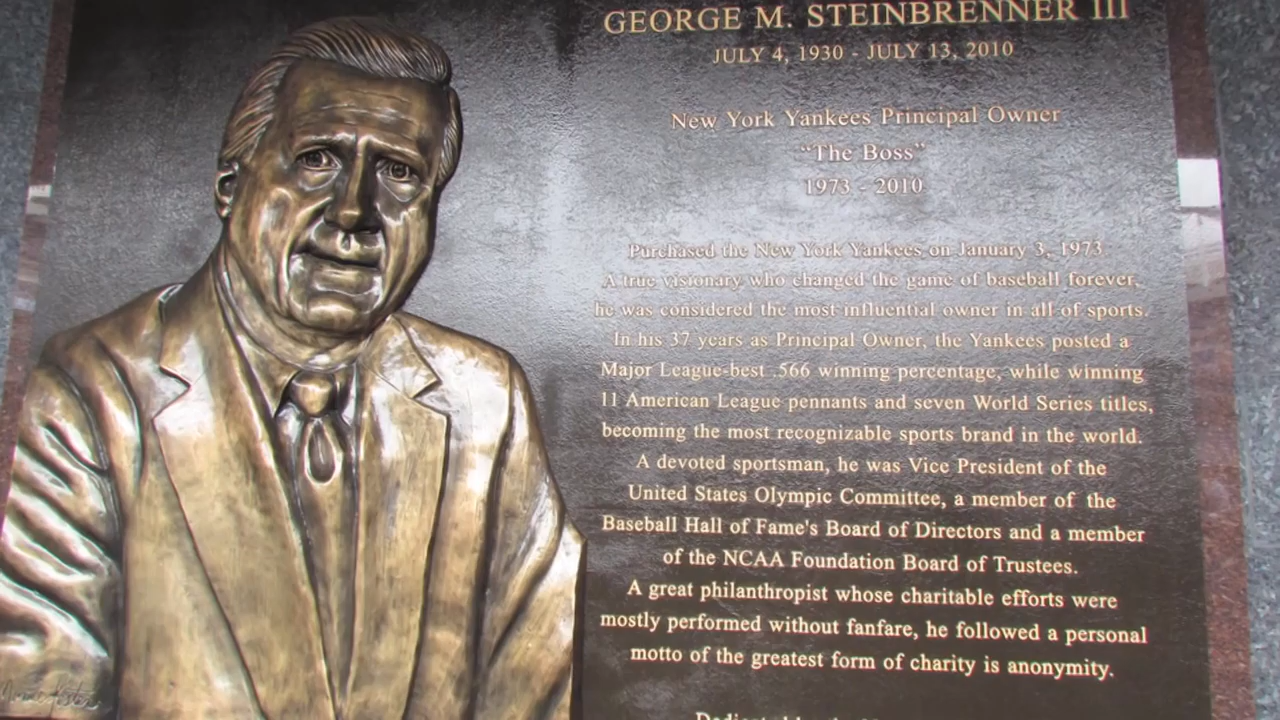 GEORGE M. STEINBRENNER III
JULY 4, 1930 - JULY 13, 2010
New York Yankees Principal Owner
“The Boss”
1973 - 2010
Purchased the New York Yankees on January 3, 1973
A true visionary who changed the game of baseball forever,
he was considered the most influential owner in all of sports.
In his 37 years as Principal Owner, the Yankees posted a
Major League-best .566 winning percentage, while winning
11 American League pennants and seven World Series titles,
becoming the most recognizable sports brand in the world.
A devoted sportsman, he was Vice President of the
United States Olympic Committee, a member of the
Baseball Hall of Fame's Board of Directors and a member
of the NCAA Foundation Board of Trustees.
A great philanthropist whose charitable efforts were
mostly performed without fanfare, he followed a personal
motto of the greatest form of charity is anonymity.